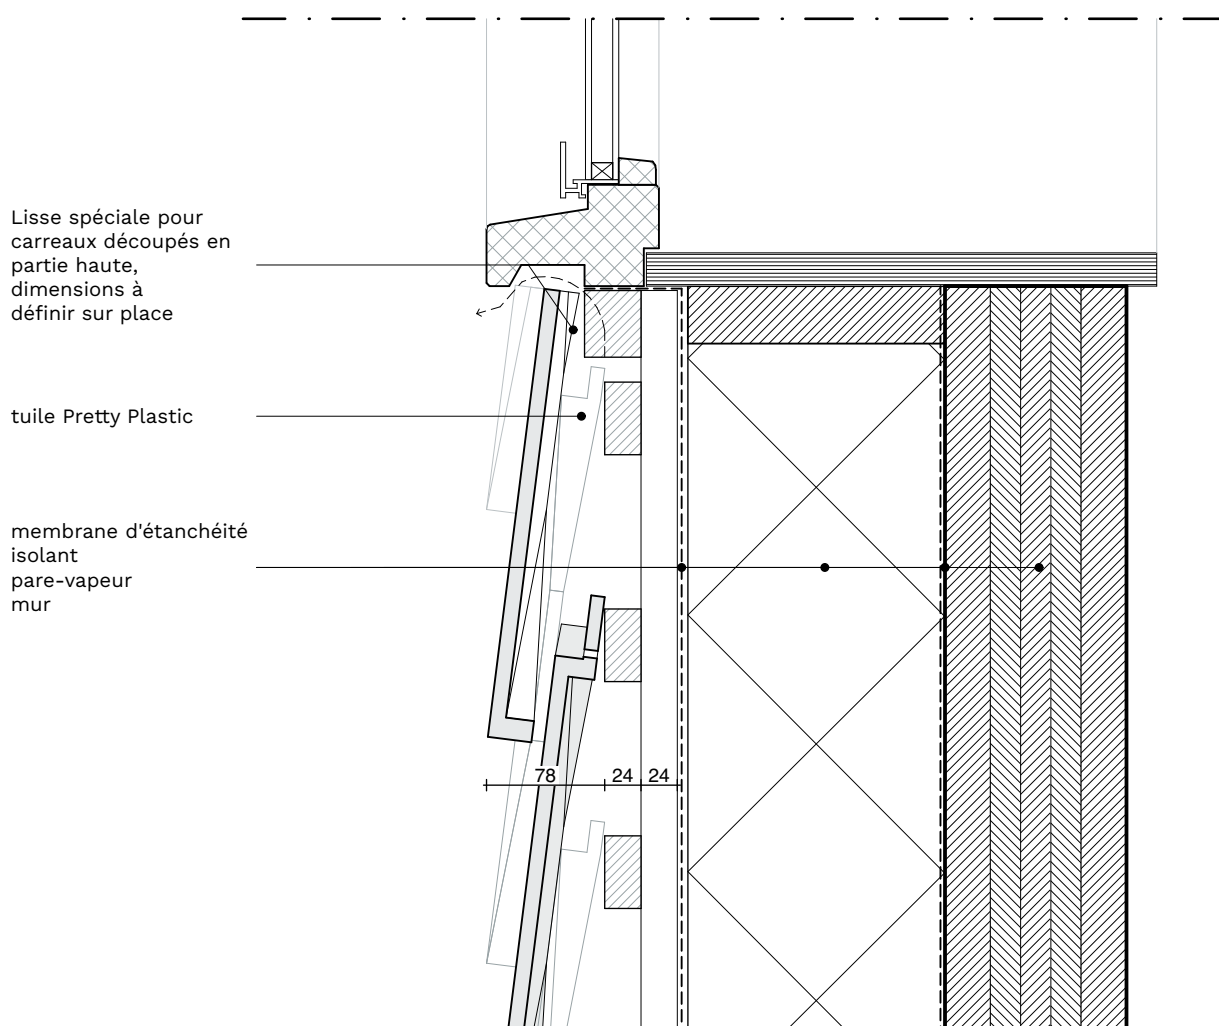 Lisse spéciale pour
carreaux découpés en
partie haute,
dimensions à
définir sur place
tuile Pretty Plastic
membrane d'étanchéité
isolant
pare-vapeur
mur
78 24 24